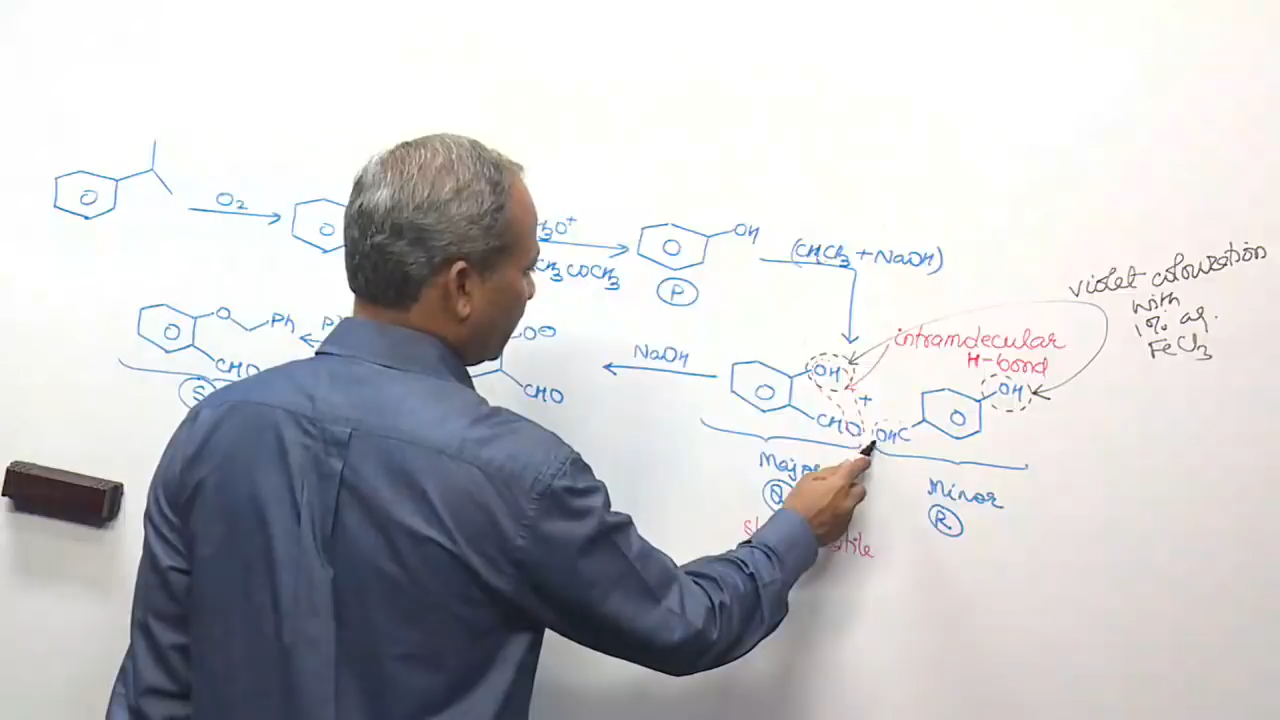 O₂
H₃O⁺
CH₃COCH₃
OH
P
(CHCl₃ + NaOH)
violet colouration
with
1% aq.
FeCl₃
intramolecular
H-bond
O
Ph
CHO
O⊖
CHO
NaOH
OH
CHO
+
OHC
OH
Major
Q
Minor
R